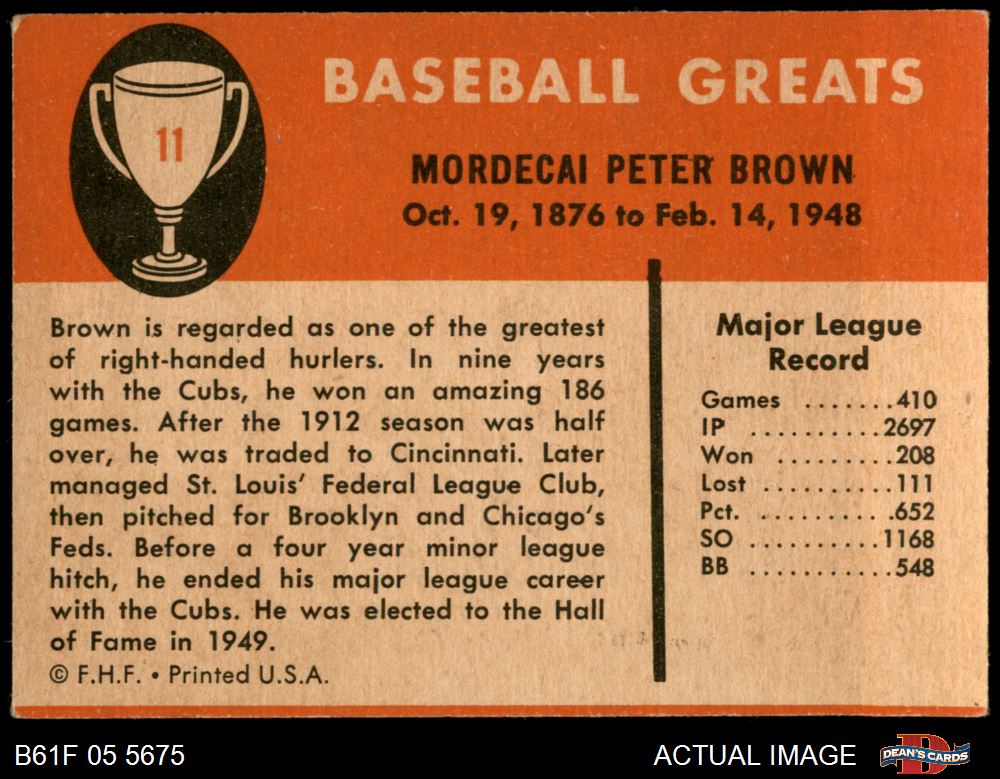 11
BASEBALL GREATS
MORDECAI PETER BROWN
Oct. 19, 1876 to Feb. 14, 1948
Brown is regarded as one of the greatest
of right-handed hurlers. In nine years
with the Cubs, he won an amazing 186
games. After the 1912 season was half
over, he was traded to Cincinnati. Later
managed St. Louis' Federal League Club,
then pitched for Brooklyn and Chicago's
Feds. Before a four year minor league
hitch, he ended his major league career
with the Cubs. He was elected to the Hall
of Fame in 1949.
© F.H.F. • Printed U.S.A.
Major League
Record
Games .......410
IP ..........2697
Won .........208
Lost ..........111
Pct. ...........652
SO ..........1168
BB ...........548
B61F 05 5675
ACTUAL IMAGE
D
DEAN'S CARDS